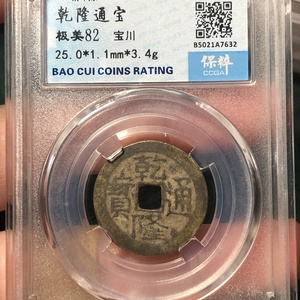 乾隆通宝
极美82 宝川
25.0*1.1mm*3.4g
BAO CUI COINS RATING
B5021A7632
保粹
CCGA
乾隆通寶